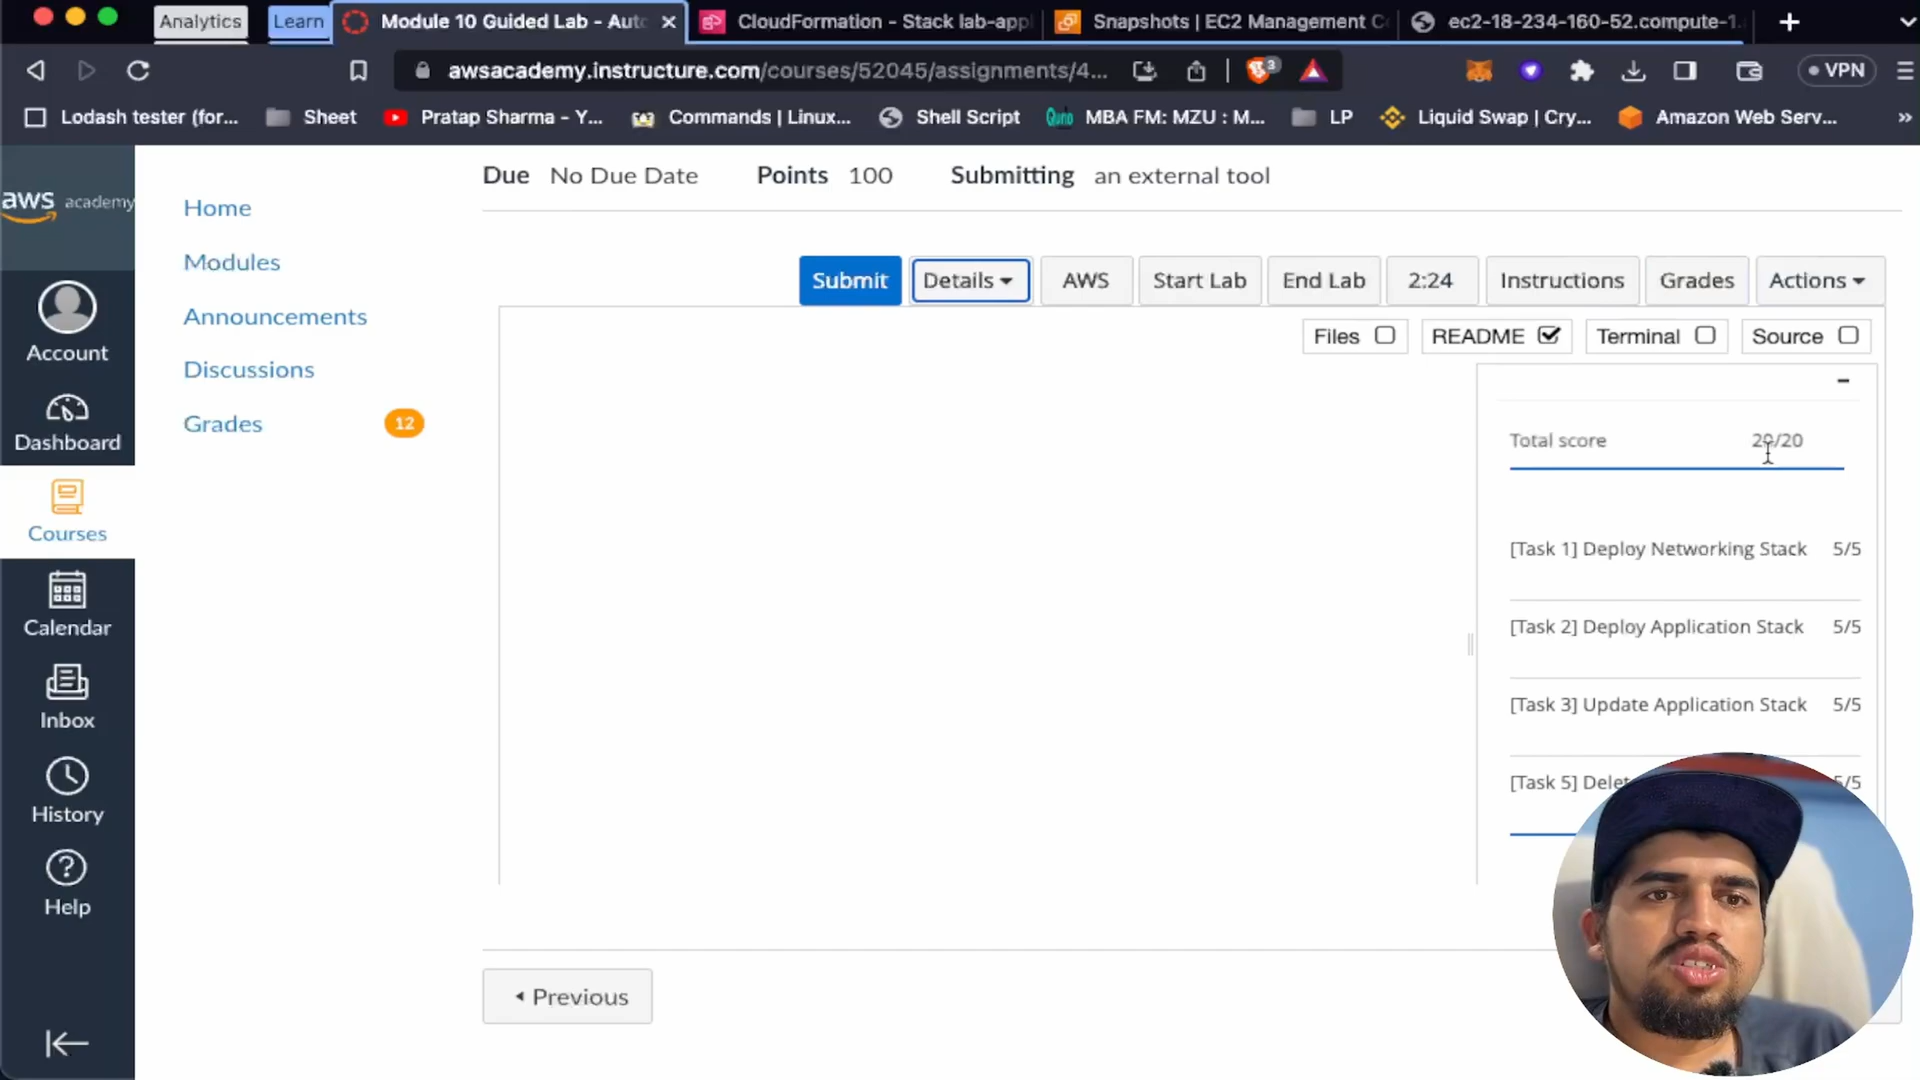 Analytics
Learn
Module 10 Guided Lab - Auto
CloudFormation - Stack lab-appl
Snapshots | EC2 Management C
ec2-18-234-160-52.compute-1.
awsacademy.instructure.com/courses/52045/assignments/4...
3
VPN
Lodash tester (for...
Sheet
Pratap Sharma - Y...
Commands | Linux...
Shell Script
Quno
MBA FM: MZU : M...
LP
Liquid Swap | Cry...
Amazon Web Serv...
»
aws academy
Account
Dashboard
Courses
Calendar
Inbox
History
Help
Home
Modules
Announcements
Discussions
Grades
12
Due No Due Date Points 100 Submitting an external tool
Submit
Details
AWS
Start Lab
End Lab
2:24
Instructions
Grades
Actions
Files
README
Terminal
Source
Total score 20/20
[Task 1] Deploy Networking Stack 5/5
[Task 2] Deploy Application Stack 5/5
[Task 3] Update Application Stack 5/5
[Task 5] 5/5
Previous